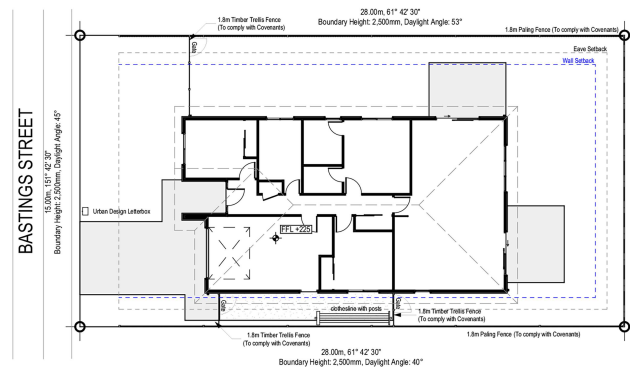 28.00m, 61° 42' 30"
Boundary Height: 2,500mm, Daylight Angle: 53°
1.8m Timber Trellis Fence
(To comply with Covenants)
1.8m Paling Fence (To comply with Covenants)
Gate
Eave Setback
Wall Setback
BASTINGS STREET
15.00m, 151° 42' 30"
Boundary Height: 2,500mm, Daylight Angle: 45°
Urban Design Letterbox
FFL +225
Gate
clothesline with posts
Gate
1.8m Timber Trellis Fence
(To comply with Covenants)
1.8m Timber Trellis Fence
(To comply with Covenants)
1.8m Paling Fence (To comply with Covenants)
28.00m, 61° 42' 30"
Boundary Height: 2,500mm, Daylight Angle: 40°